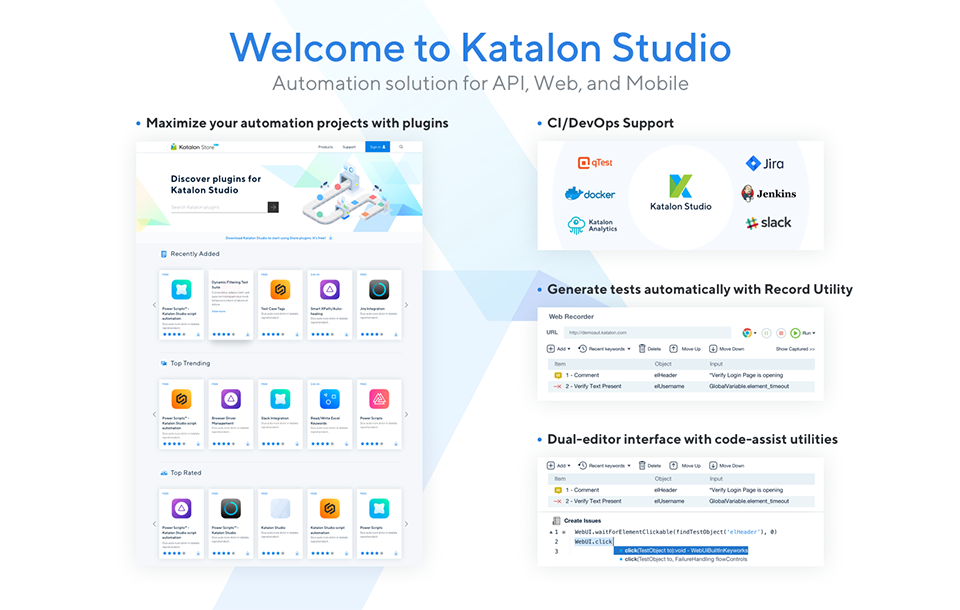 Welcome to Katalon Studio
Automation solution for API, Web, and Mobile
• Maximize your automation projects with plugins
Katalon Store
Products
Support
Sign in
Discover plugins for
Katalon Studio
Search Katalon plugins
Download Katalon Studio to start using Store plugins. It's free!
Recently Added
Power Scripts™ -
Katalon Studio script
automation
Dynamic Filtering Test
Suite
Test Case Tags
Smart XPath/Auto-
healing
Jira Integration
Top Trending
Power Scripts™ -
Katalon Studio script
automation
Browser Driver
Management
Slack Integration
Read/Write Excel
Keywords
Power Scripts
Top Rated
Power Scripts™ -
Katalon Studio script
automation
Power Scripts™ -
Katalon Studio
Katalon Studio
Katalon Studio script
automation
Power Scripts
• CI/DevOps Support
qTest
docker
Katalon
Analytics
Katalon Studio
Jira
Jenkins
slack
• Generate tests automatically with Record Utility
Web Recorder
URL
http://demoaut.katalon.com
Run
Add
Recent keywords
Delete
Move Up
Move Down
Show Captured >>
Item
Object
Input
1 - Comment
elHeader
"Verify Login Page is opening
2 - Verify Text Present
elUsername
GlobalVariable.element_timeout
• Dual-editor interface with code-assist utilities
Add
Recent keywords
Delete
Move Up
Move Down
Item
Object
Input
1 - Comment
elHeader
"Verify Login Page is opening
2 - Verify Text Present
elUsername
GlobalVariable.element_timeout
Create Issues
1 WebUI.waitForElementClickable(findTestObject('elHeader'), 0)
2 WebUI.click
3
click(TestObject to):void - WebUiBuiltInKeyworks
click(TestObject to, FailureHandling flowControls